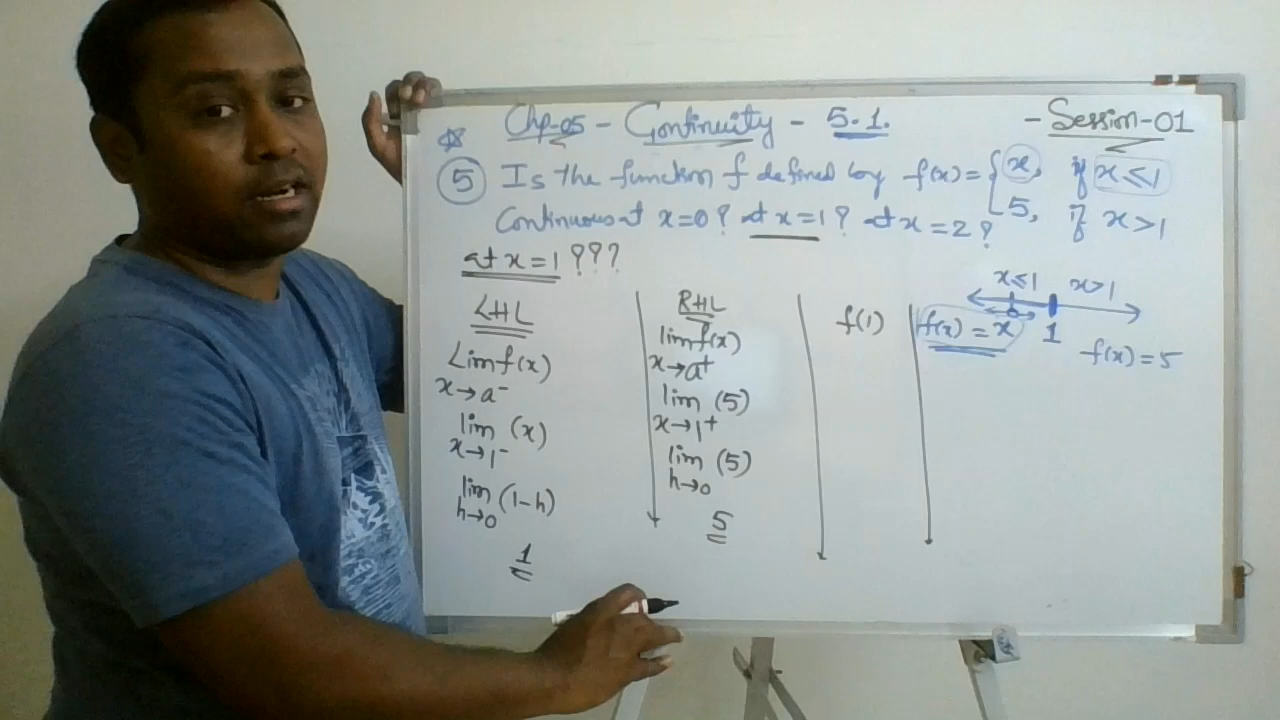 Chp-05 - Continuity - 5.1. - Session-01
⑤ Is the function f defined by f(x) = { x, if x ≤ 1
5, if x > 1
Continuous at x=0? at x=1? at x=2?
at x=1 ???
LHL
Lim f(x)
x→a⁻
lim (x)
x→1⁻
lim (1-h)
h→0
1
RHL
lim f(x)
x→a⁺
lim (5)
x→1⁺
lim (5)
h→0
5
f(1)
x≤1 x>1
0 1
f(x) = x
f(x) = 5